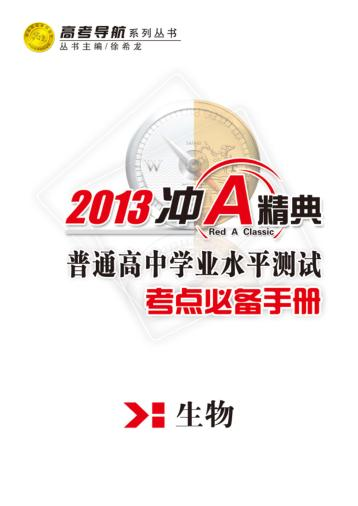 高考导航系列丛书
丛书主编/徐希龙
W
2013冲A精典
Red A Classic
普通高中学业水平测试
考点必备手册
生物